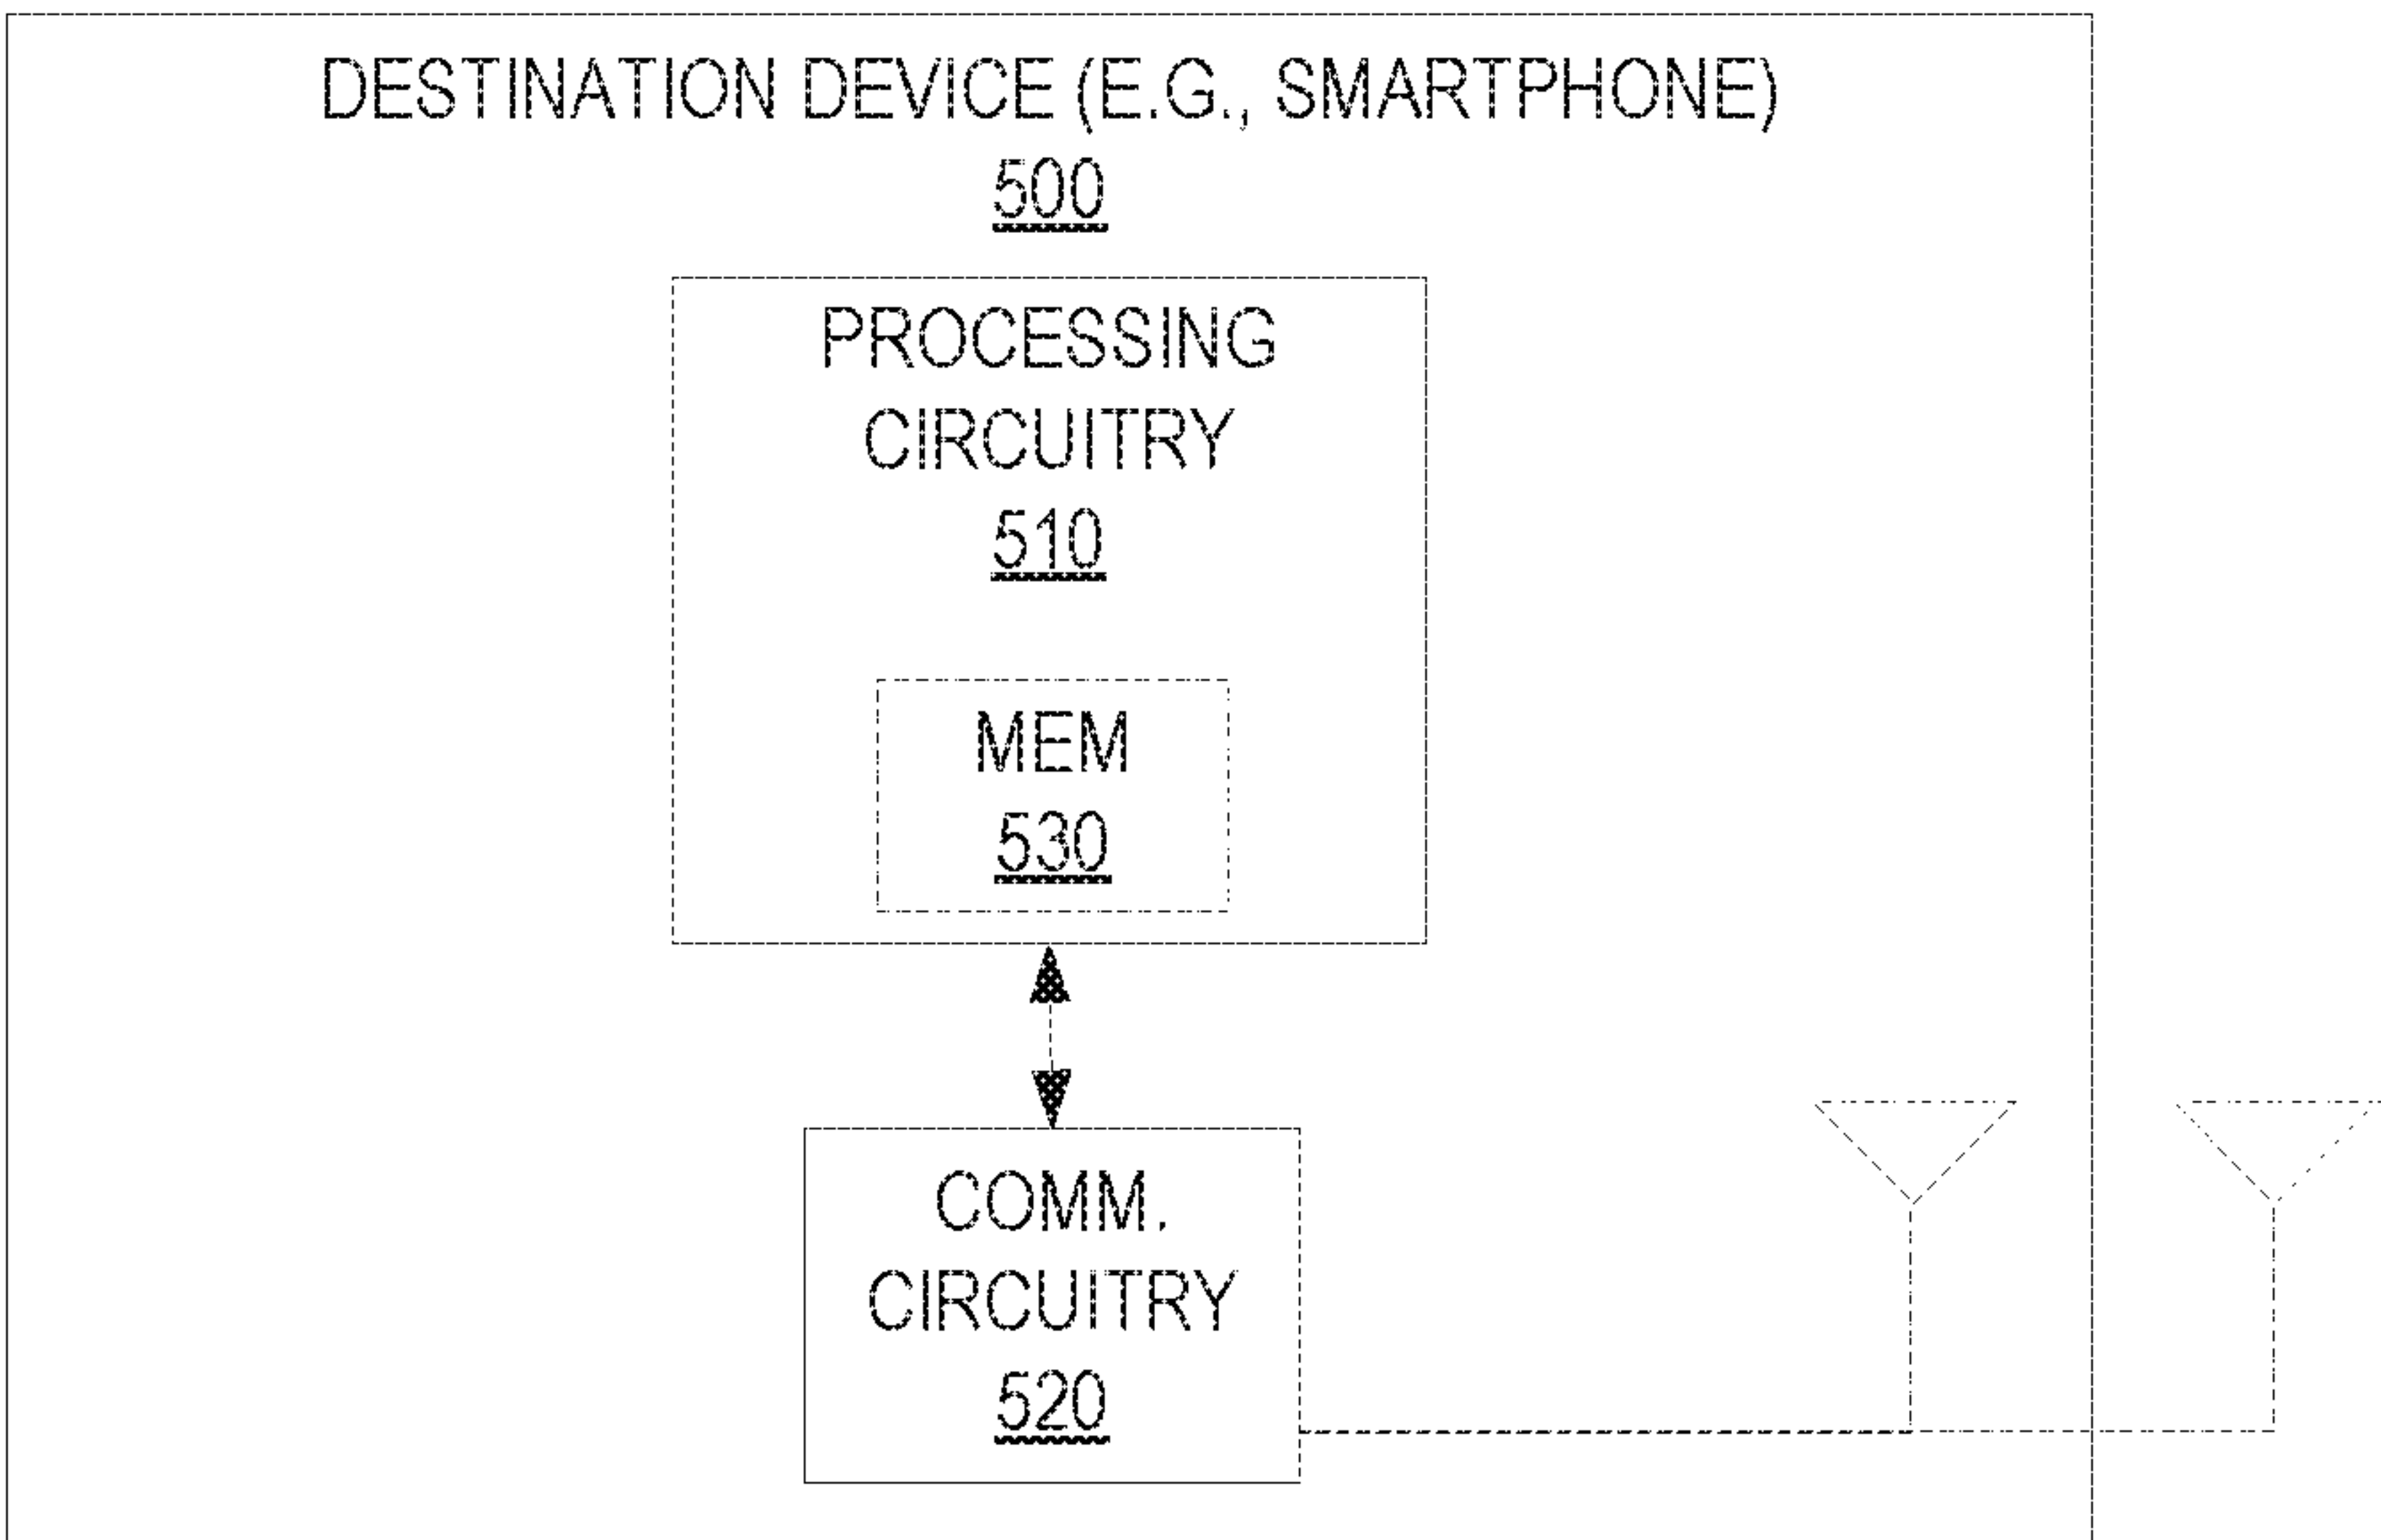 DESTINATION DEVICE (E.G., SMARTPHONE)
500
PROCESSING
CIRCUITRY
510
MEM
530
COMM.
CIRCUITRY
520